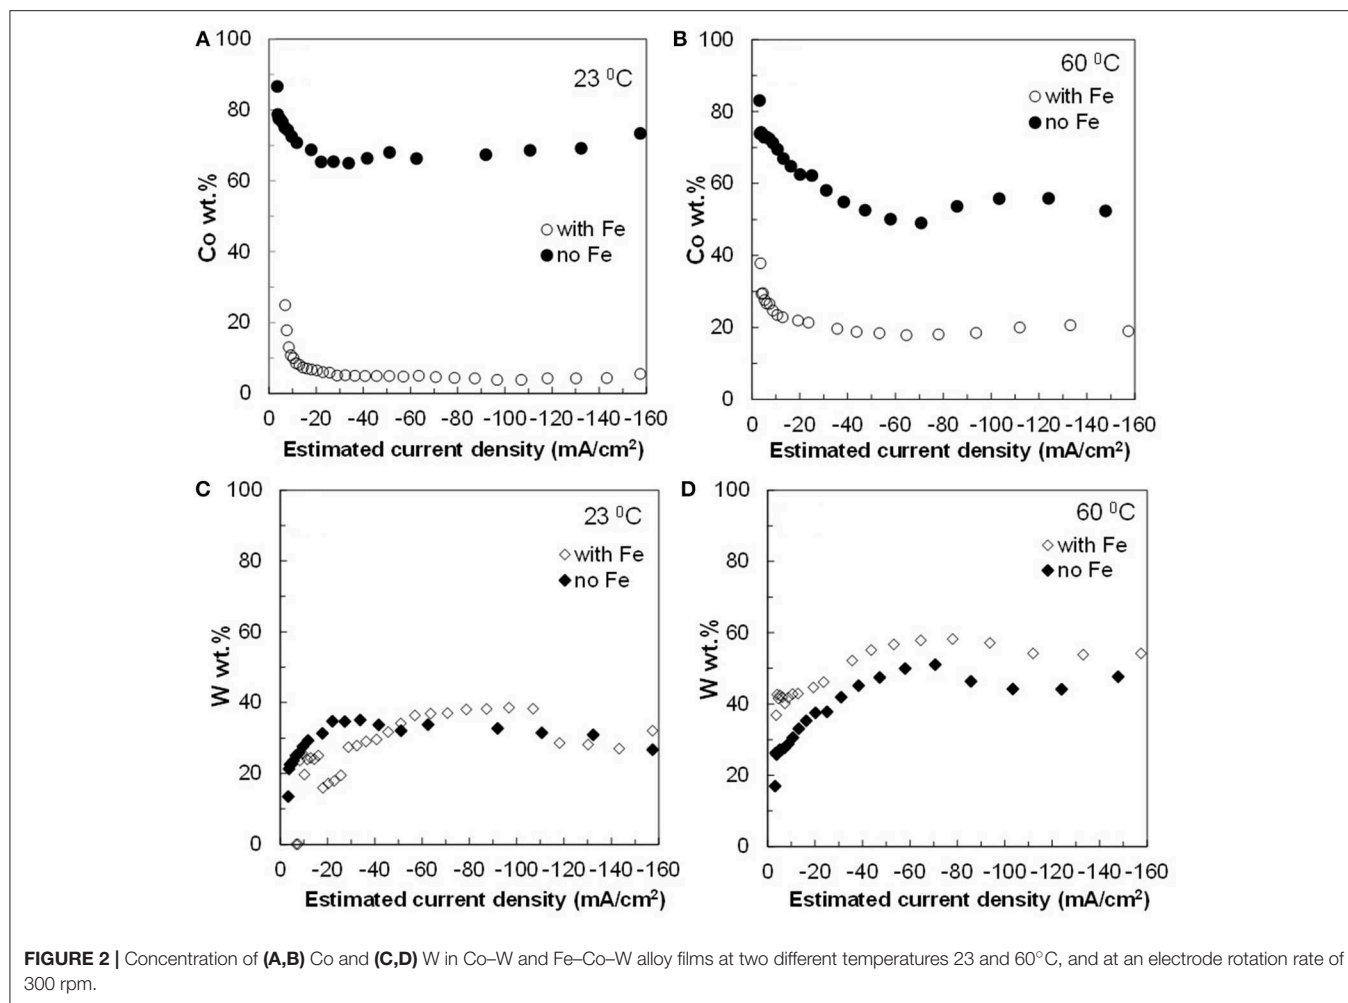 A
100
80
60
40
20
0
Co wt.%
23 ⁰C
with Fe
no Fe
0 -20 -40 -60 -80 -100 -120 -140 -160
Estimated current density (mA/cm²)
B
100
80
60
40
20
0
Co wt.%
60 ⁰C
with Fe
no Fe
0 -20 -40 -60 -80 -100 -120 -140 -160
Estimated current density (mA/cm²)
C
100
80
60
40
20
0
W wt.%
23 ⁰C
with Fe
no Fe
0 -20 -40 -60 -80 -100 -120 -140 -160
Estimated current density (mA/cm²)
D
100
80
60
40
20
0
W wt.%
60 ⁰C
with Fe
no Fe
0 -20 -40 -60 -80 -100 -120 -140 -160
Estimated current density (mA/cm²)
FIGURE 2 | Concentration of (A,B) Co and (C,D) W in Co–W and Fe–Co–W alloy films at two different temperatures 23 and 60°C, and at an electrode rotation rate of
300 rpm.